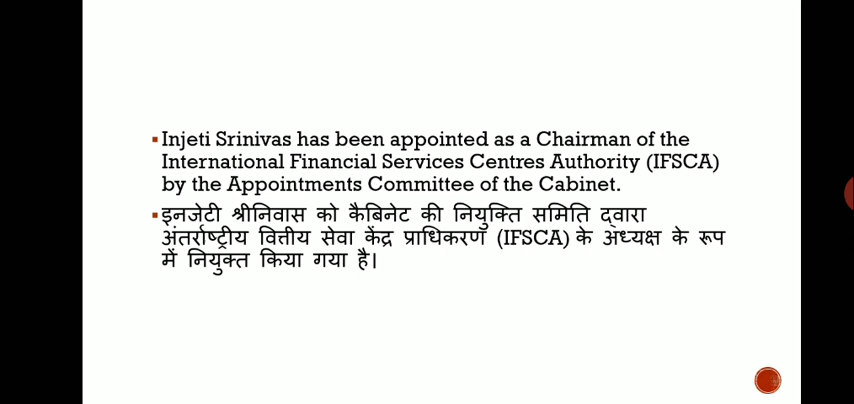 ▪Injeti Srinivas has been appointed as a Chairman of the
International Financial Services Centres Authority (IFSCA)
by the Appointments Committee of the Cabinet.
▪इनजेटी श्रीनिवास को कैबिनेट की नियुक्ति समिति द्वारा
अंतर्राष्ट्रीय वित्तीय सेवा केंद्र प्राधिकरण (IFSCA) के अध्यक्ष के रूप
में नियुक्त किया गया है।